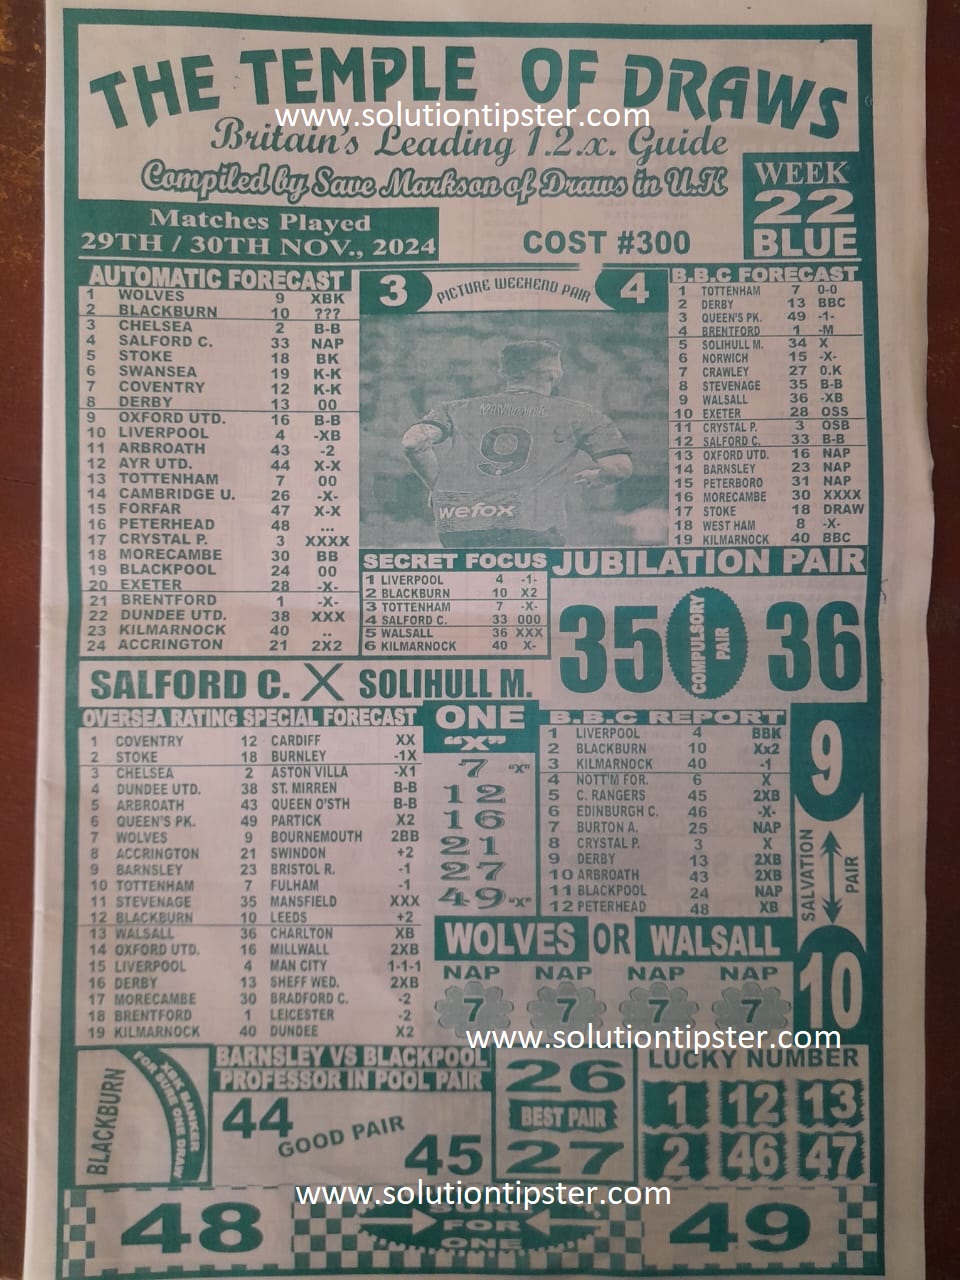 THE TEMPLE OF DRAWS
www.solutiontipster.com
Britain's Leading 1.2.x. Guide
Compiled by Save Markson of Draws in U.K
WEEK
22
BLUE
Matches Played
29TH / 30TH NOV., 2024
COST #300
AUTOMATIC FORECAST
1 WOLVES 9 XBK
2 BLACKBURN 10 ???
3 CHELSEA 2 B-B
4 SALFORD C. 33 NAP
5 STOKE 18 BK
6 SWANSEA 19 K-K
7 COVENTRY 12 K-K
8 DERBY 13 00
9 OXFORD UTD. 16 B-B
10 LIVERPOOL 4 -XB
11 ARBROATH 43 -2
12 AYR UTD. 44 X-X
13 TOTTENHAM 7 00
14 CAMBRIDGE U. 26 -X-
15 FORFAR 47 X-X
16 PETERHEAD 48 ...
17 CRYSTAL P. 3 XXXX
18 MORECAMBE 30 BB
19 BLACKPOOL 24 00
20 EXETER 28 -X-
21 BRENTFORD 1 -X-
22 DUNDEE UTD. 38 XXX
23 KILMARNOCK 40 ..
24 ACCRINGTON 21 2X2
3 PICTURE WEEKEND PAIR 4
9
wefox
B.B.C FORECAST
1 TOTTENHAM 7 0-0
2 DERBY 13 BBC
3 QUEEN'S PK. 49 -1-
4 BRENTFORD 1 -M
5 SOLIHULL M. 34 X
6 NORWICH 15 -X-
7 CRAWLEY 27 0.K
8 STEVENAGE 35 B-B
9 WALSALL 36 -XB
10 EXETER 28 OSS
11 CRYSTAL P. 3 OSB
12 SALFORD C. 33 B-B
13 OXFORD UTD. 16 NAP
14 BARNSLEY 23 NAP
15 PETERBORO 31 NAP
16 MORECAMBE 30 XXXX
17 STOKE 18 DRAW
18 WEST HAM 8 -X-
19 KILMARNOCK 40 BBC
SECRET FOCUS
1 LIVERPOOL 4 -1-
2 BLACKBURN 10 X2
3 TOTTENHAM 7 -X-
4 SALFORD C. 33 000
5 WALSALL 36 XXX
6 KILMARNOCK 40 X-
JUBILATION PAIR
35 COMPULSORY PAIR 36
SALFORD C. X SOLIHULL M.
OVERSEA RATING SPECIAL FORECAST
1 COVENTRY 12 CARDIFF XX
2 STOKE 18 BURNLEY -1X
3 CHELSEA 2 ASTON VILLA -X1
4 DUNDEE UTD. 38 ST. MIRREN B-B
5 ARBROATH 43 QUEEN O'STH B-B
6 QUEEN'S PK. 49 PARTICK X2
7 WOLVES 9 BOURNEMOUTH 2BB
8 ACCRINGTON 21 SWINDON +2
9 BARNSLEY 23 BRISTOL R. -1
10 TOTTENHAM 7 FULHAM -1
11 STEVENAGE 35 MANSFIELD XXX
12 BLACKBURN 10 LEEDS +2
13 WALSALL 36 CHARLTON XB
14 OXFORD UTD. 16 MILLWALL 2XB
15 LIVERPOOL 4 MAN CITY 1-1-1
16 DERBY 13 SHEFF WED. 2XB
17 MORECAMBE 30 BRADFORD C. -2
18 BRENTFORD 1 LEICESTER -2
19 KILMARNOCK 40 DUNDEE X2
ONE
"X"
7 "X"
12
16
21
27
49 "X"
B.B.C REPORT
1 LIVERPOOL 4 BBK
2 BLACKBURN 10 Xx2
3 KILMARNOCK 40 -1
4 NOTT'M FOR. 6 X
5 C. RANGERS 45 2XB
6 EDINBURGH C. 46 -X-
7 BURTON A. 25 NAP
8 CRYSTAL P. 3 X
9 DERBY 13 2XB
10 ARBROATH 43 2XB
11 BLACKPOOL 24 NAP
12 PETERHEAD 48 XB
9
SALVATION PAIR
10
WOLVES OR WALSALL
NAP NAP NAP NAP
7 7 7 7
www.solutiontipster.com
BLACKBURN
XBK BANKER
FOR SURE ONE DRAW
BARNSLEY VS BLACKPOOL
PROFESSOR IN POOL PAIR
44 GOOD PAIR 45
26
BEST PAIR
27
LUCKY NUMBER
1 12 13
2 46 47
www.solutiontipster.com
48 SURE FOR ONE 49